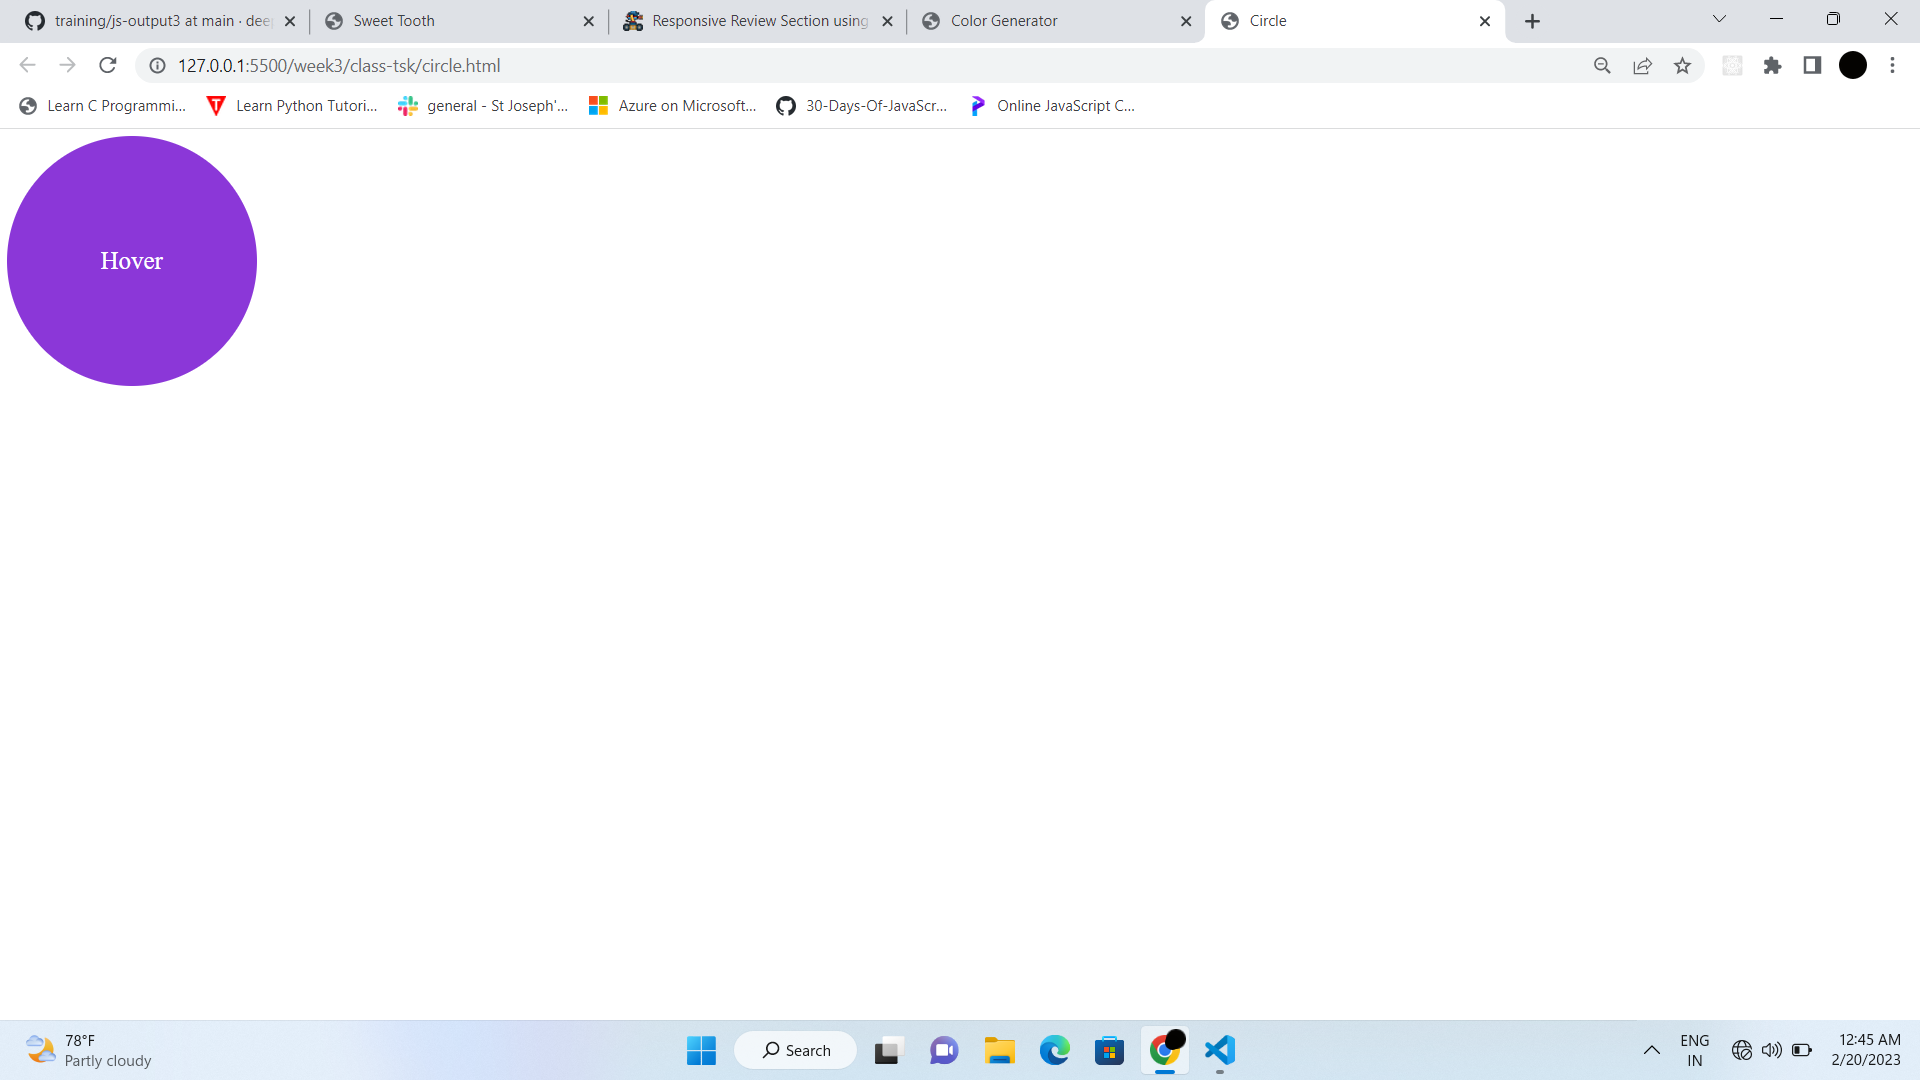 training/js-output3 at main · deep
Sweet Tooth
Responsive Review Section using
Color Generator
Circle
127.0.0.1:5500/week3/class-tsk/circle.html
Learn C Programmi...
Learn Python Tutori...
general - St Joseph'...
Azure on Microsoft...
30-Days-Of-JavaScr...
Online JavaScript C...
Hover
78°F
Partly cloudy
Search
ENG
IN
12:45 AM
2/20/2023